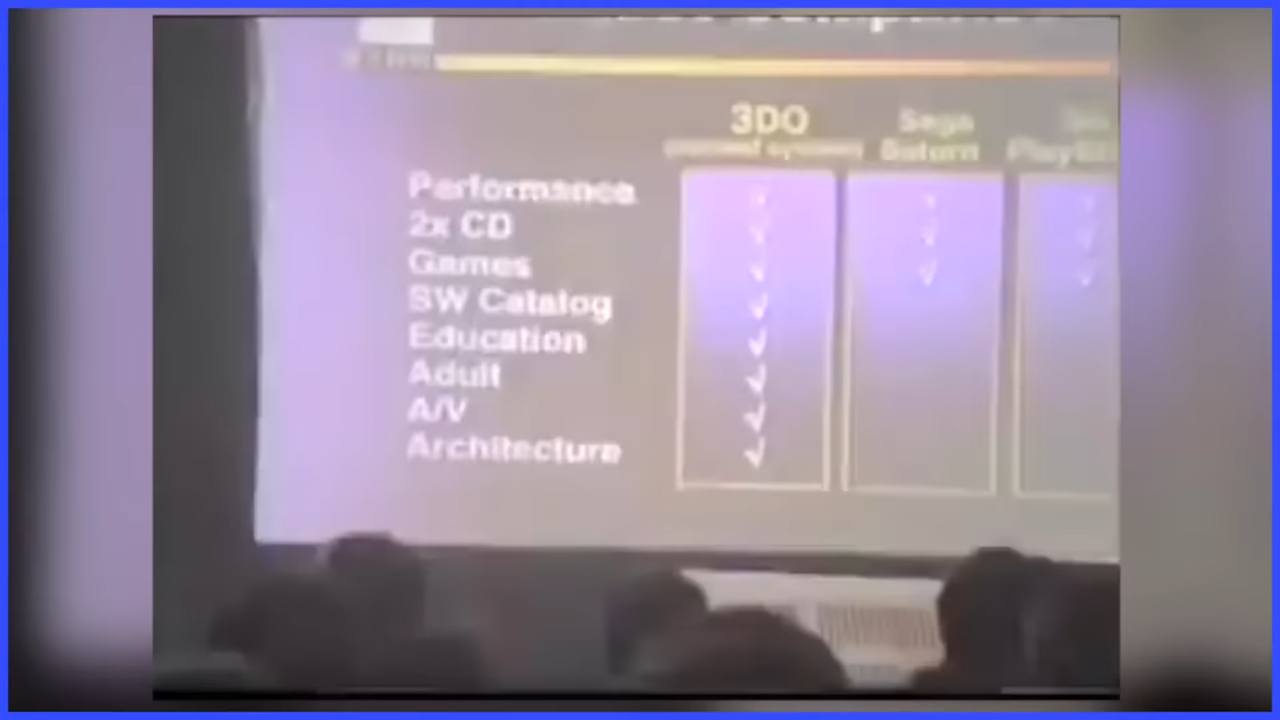 3DO
Sega
Saturn
Performance
2x CD
Games
SW Catalog
Education
Adult
A/V
Architecture